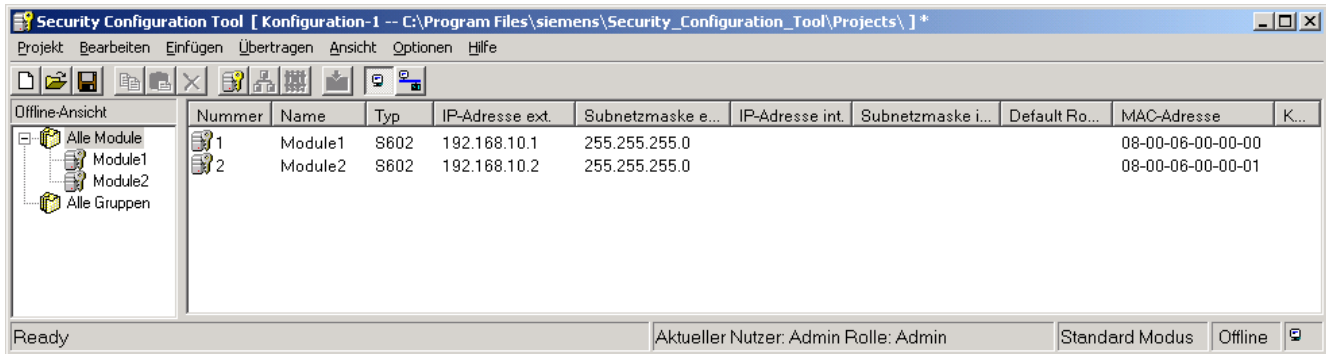 Security Configuration Tool [ Konfiguration-1 -- C:\Program Files\siemens\Security_Configuration_Tool\Projects\ ] *
Projekt Bearbeiten Einfügen Übertragen Ansicht Optionen Hilfe
Offline-Ansicht
Alle Module
Module1
Module2
Alle Gruppen
Nummer Name Typ IP-Adresse ext. Subnetzmaske e... IP-Adresse int. Subnetzmaske i... Default Ro... MAC-Adresse K...
1 Module1 S602 192.168.10.1 255.255.255.0 08-00-06-00-00-00
2 Module2 S602 192.168.10.2 255.255.255.0 08-00-06-00-00-01
Ready Aktueller Nutzer: Admin Rolle: Admin Standard Modus Offline